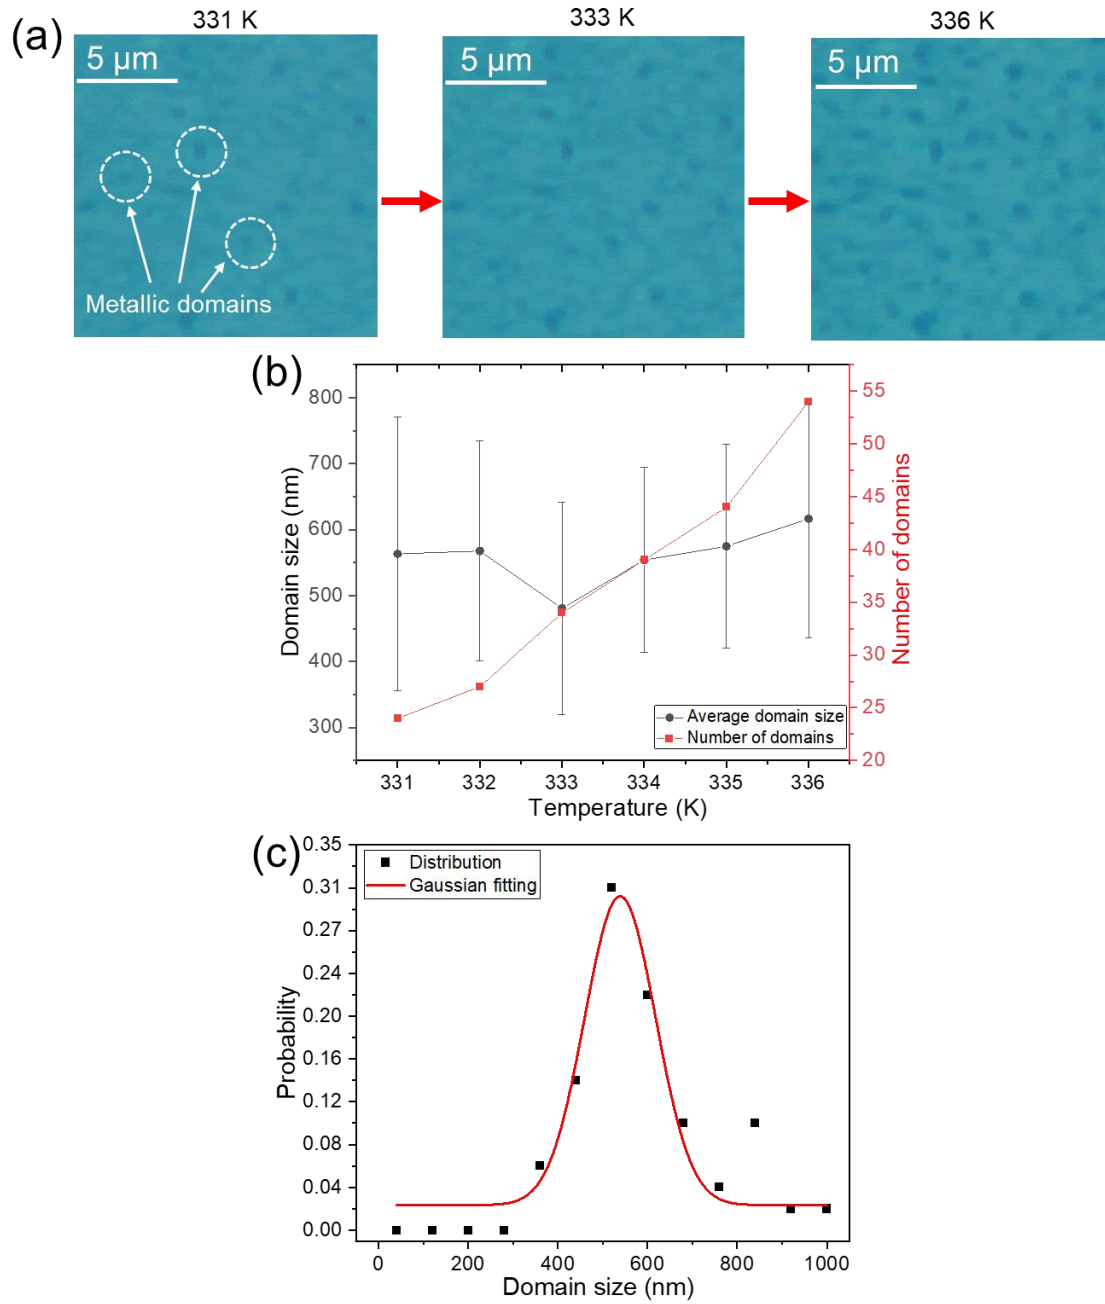 (a)
331 K
333 K
336 K
5 µm
5 µm
5 µm
Metallic domains
(b)
Domain size (nm)
800
700
600
500
400
300
Number of domains
55
50
45
40
35
30
25
20
Average domain size
Number of domains
331 332 333 334 335 336
Temperature (K)
(c)
Probability
0.35
0.31
0.27
0.24
0.20
0.16
0.12
0.08
0.04
0.00
Distribution
Gaussian fitting
0 200 400 600 800 1000
Domain size (nm)